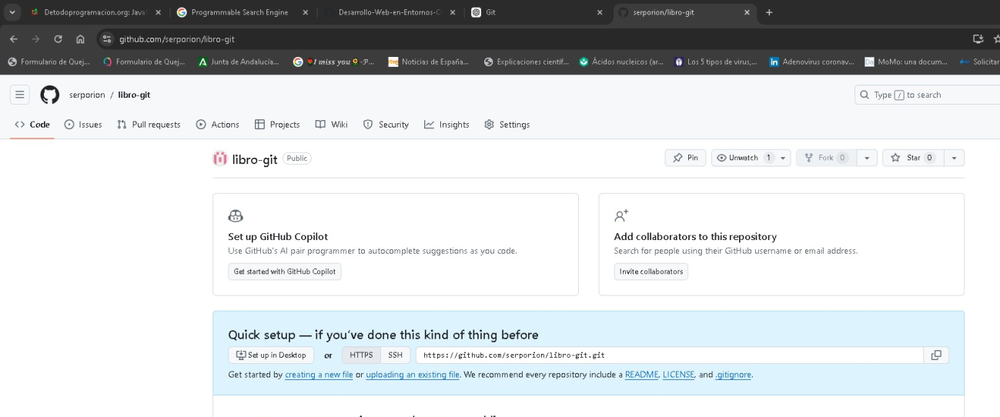 Detodoprogramacion.org: Java
Programmable Search Engine
Desarrollo-Web-en-Entornos-C
Git
serporion/libro-git
github.com/serporion/libro-git
Formulario de Quej...
Formulario de Quej...
Junta de Andalucía...
I miss you
Noticias de España...
Explicaciones científ...
Ácidos nucleicos (ar...
Los 5 tipos de virus,...
Adenovirus coronav...
MoMo: una docum...
Solicitar
serporion / libro-git
Type / to search
Code
Issues
Pull requests
Actions
Projects
Wiki
Security
Insights
Settings
libro-git Public
Pin
Unwatch 1
Fork 0
Star 0
Set up GitHub Copilot
Use GitHub's AI pair programmer to autocomplete suggestions as you code.
Get started with GitHub Copilot
Add collaborators to this repository
Search for people using their GitHub username or email address.
Invite collaborators
Quick setup — if you've done this kind of thing before
Set up in Desktop or HTTPS SSH https://github.com/serporion/libro-git.git
Get started by creating a new file or uploading an existing file. We recommend every repository include a README, LICENSE, and .gitignore.